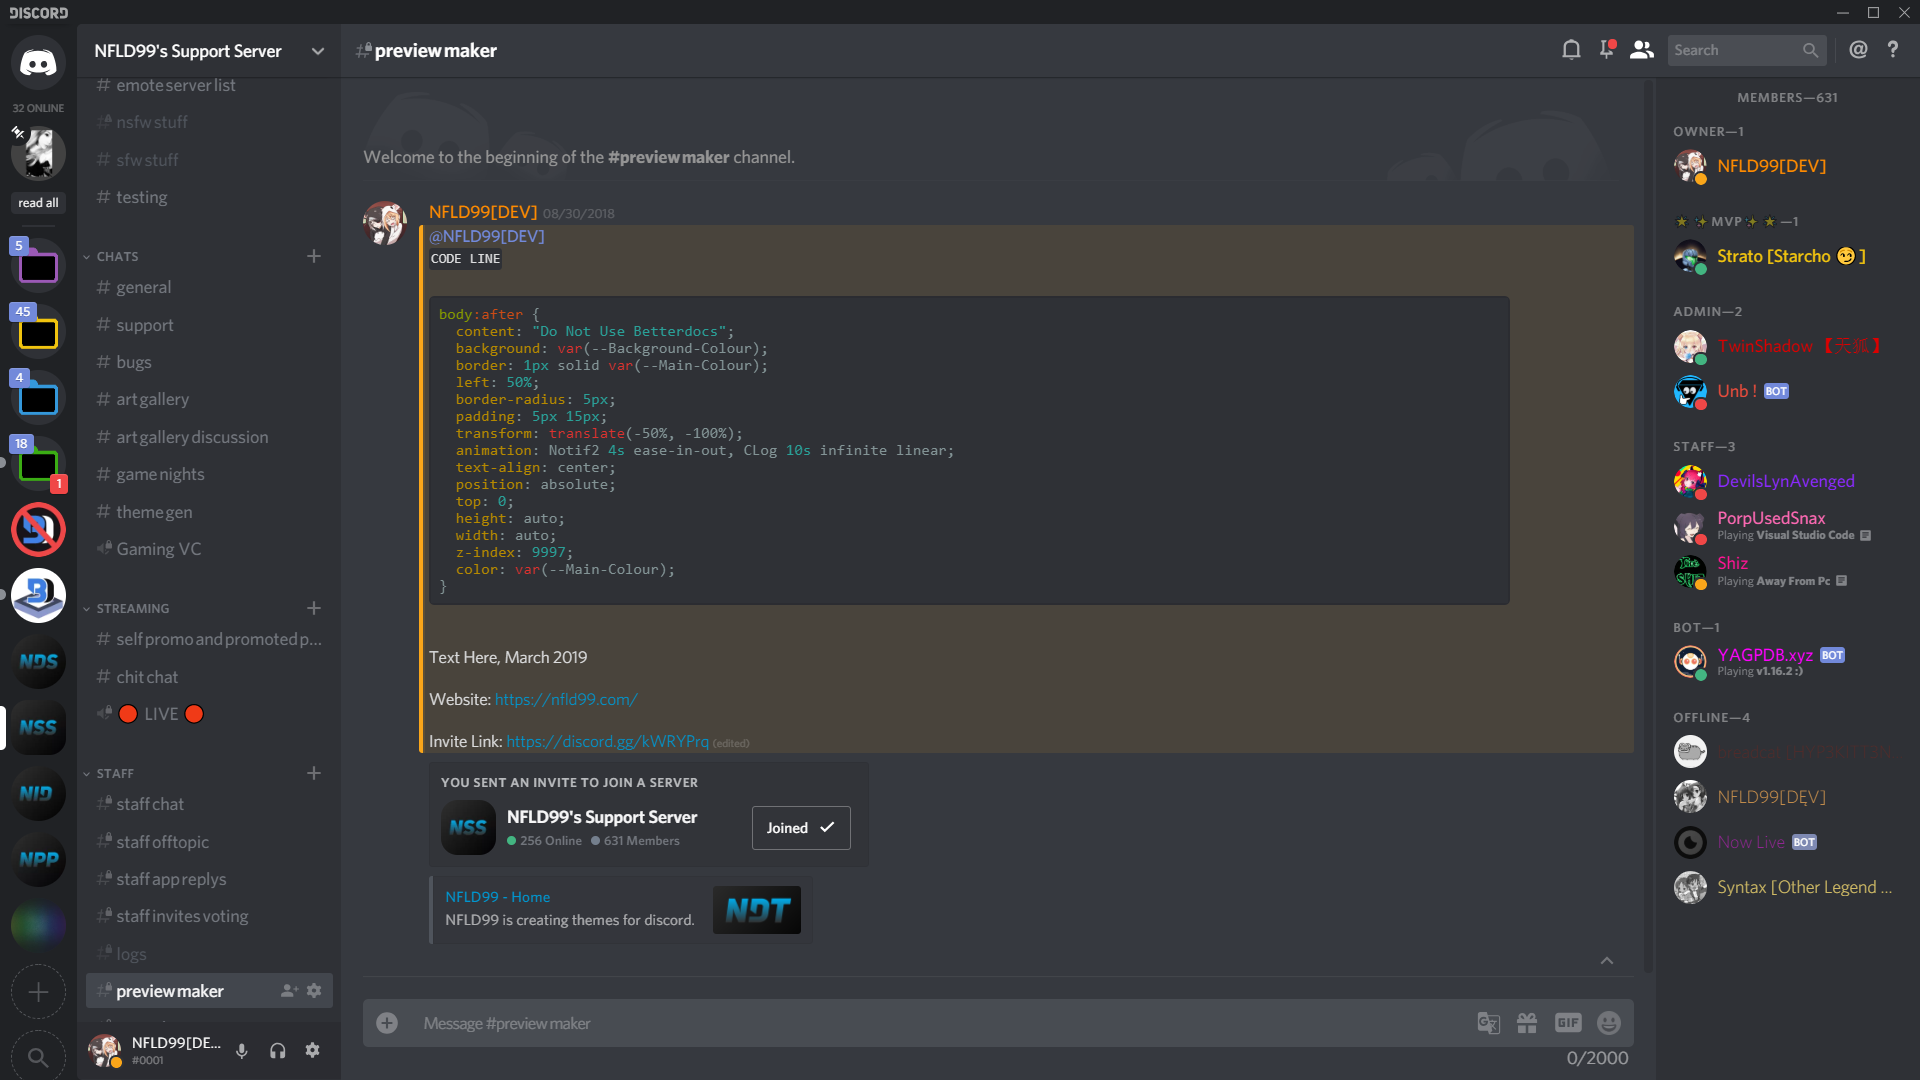 DISCORD
32 ONLINE
read all
5
45
4
18
1
NDS
NSS
NID
NPP
NFLD99's Support Server
# emote server list
# nsfw stuff
# sfw stuff
# testing
CHATS
# general
# support
# bugs
# art gallery
# art gallery discussion
# game nights
# theme gen
Gaming VC
STREAMING
# self promo and promoted p...
# chit chat
LIVE
STAFF
# staff chat
# staff offtopic
# staff app replys
# staff invites voting
# logs
# preview maker
NFLD99[DE...
#0001
# preview maker
Search
Welcome to the beginning of the #preview maker channel.
NFLD99[DEV] 08/30/2018
@NFLD99[DEV]
CODE LINE
body:after {
content: "Do Not Use Betterdocs";
background: var(--Background-Colour);
border: 1px solid var(--Main-Colour);
left: 50%;
border-radius: 5px;
padding: 5px 15px;
transform: translate(-50%, -100%);
animation: Notif2 4s ease-in-out, CLog 10s infinite linear;
text-align: center;
position: absolute;
top: 0;
height: auto;
width: auto;
z-index: 9997;
color: var(--Main-Colour);
}
Text Here, March 2019
Website: https://nfld99.com/
Invite Link: https://discord.gg/kWRYPrq (edited)
YOU SENT AN INVITE TO JOIN A SERVER
NSS
NFLD99's Support Server
256 Online 631 Members
Joined
NFLD99 - Home
NFLD99 is creating themes for discord.
NDT
Message #preview maker
GIF
0/2000
MEMBERS—631
OWNER—1
NFLD99[DEV]
MVP —1
Strato [Starcho 😏 ]
ADMIN—2
TwinShadow 【天狐】
Unb ! BOT
STAFF—3
DevilsLynAvenged
PorpUsedSnax
Playing Visual Studio Code
Shiz
Playing Away From Pc
BOT—1
YAGPDB.xyz BOT
Playing v1.16.2 :)
OFFLINE—4
NFLD99[DEV]
Now Live BOT
Syntax [Other Legend ...